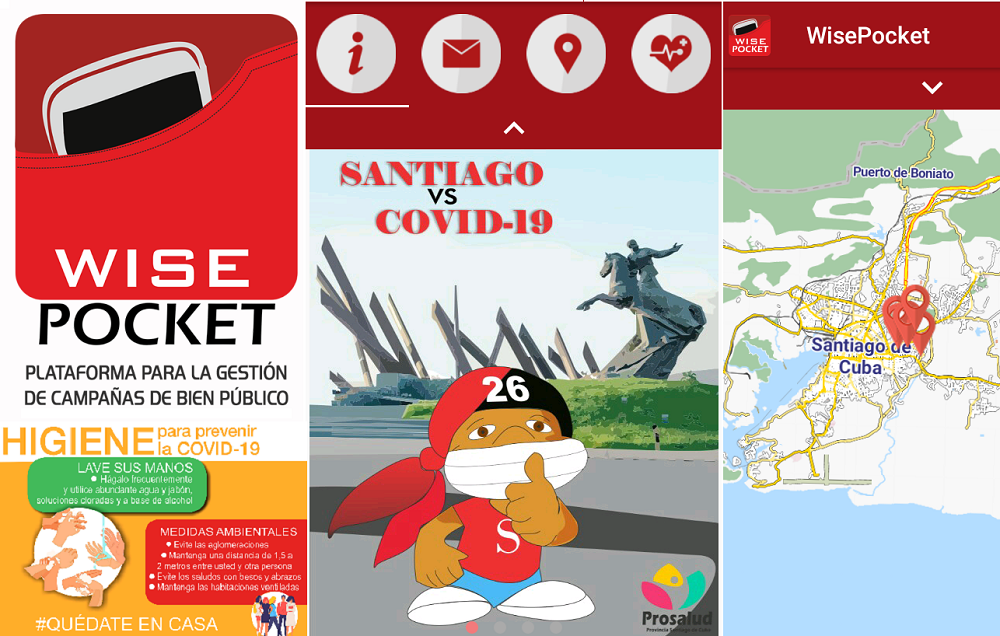 WISE
POCKET
PLATAFORMA PARA LA GESTIÓN
DE CAMPAÑAS DE BIEN PÚBLICO
HIGIENE para prevenir
la COVID-19
LAVE SUS MANOS
● Hágalo frecuentemente
y utilice abundante agua y jabón,
soluciones cloradas y a base de alcohol
MEDIDAS AMBIENTALES
● Evite las aglomeraciones
● Mantenga una distancia de 1,5 a
2 metros entre usted y otra persona
● Evite los saludos con besos y abrazos
● Mantenga las habitaciones ventiladas
#QUÉDATE EN CASA
SANTIAGO
VS
COVID-19
26
S
Prosalud
Provincia Santiago de Cuba
WISE
POCKET
WisePocket
Puerto de Boniato
Santiago de
Cuba